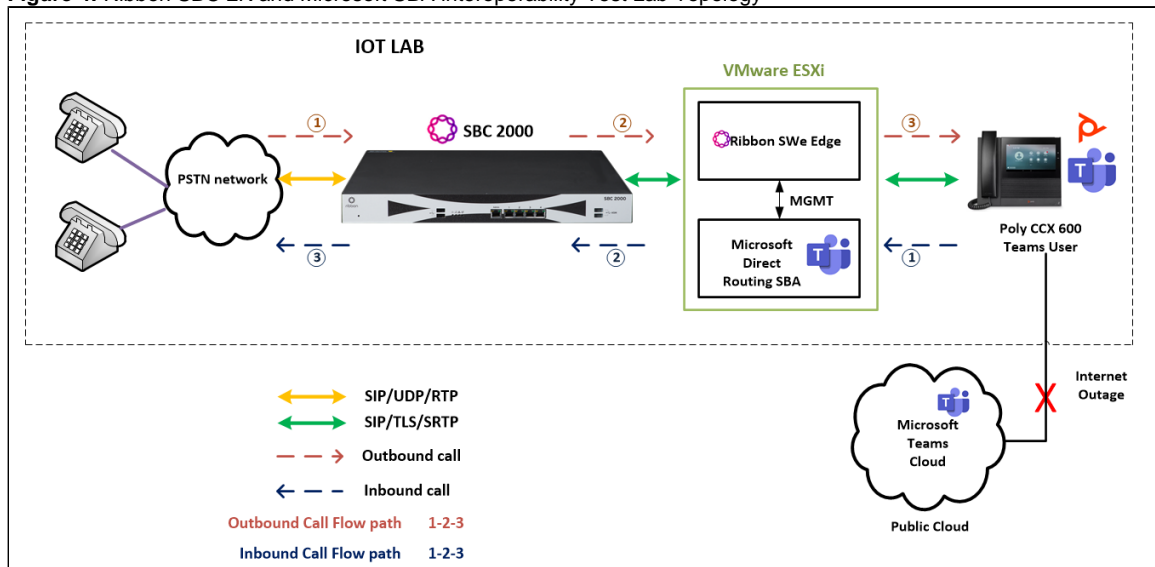 IOT LAB
VMware ESXi
1
SBC 2000
2
3
Ribbon SWe Edge
PSTN network
SBC 2000
MGMT
Poly CCX 600
Teams User
3
2
Microsoft
Direct
Routing SBA
T
1
T
Internet
Outage
X
SIP/UDP/RTP
SIP/TLS/SRTP
Outbound call
Inbound call
Outbound Call Flow path 1-2-3
Inbound Call Flow path 1-2-3
T
Microsoft
Teams
Cloud
Public Cloud